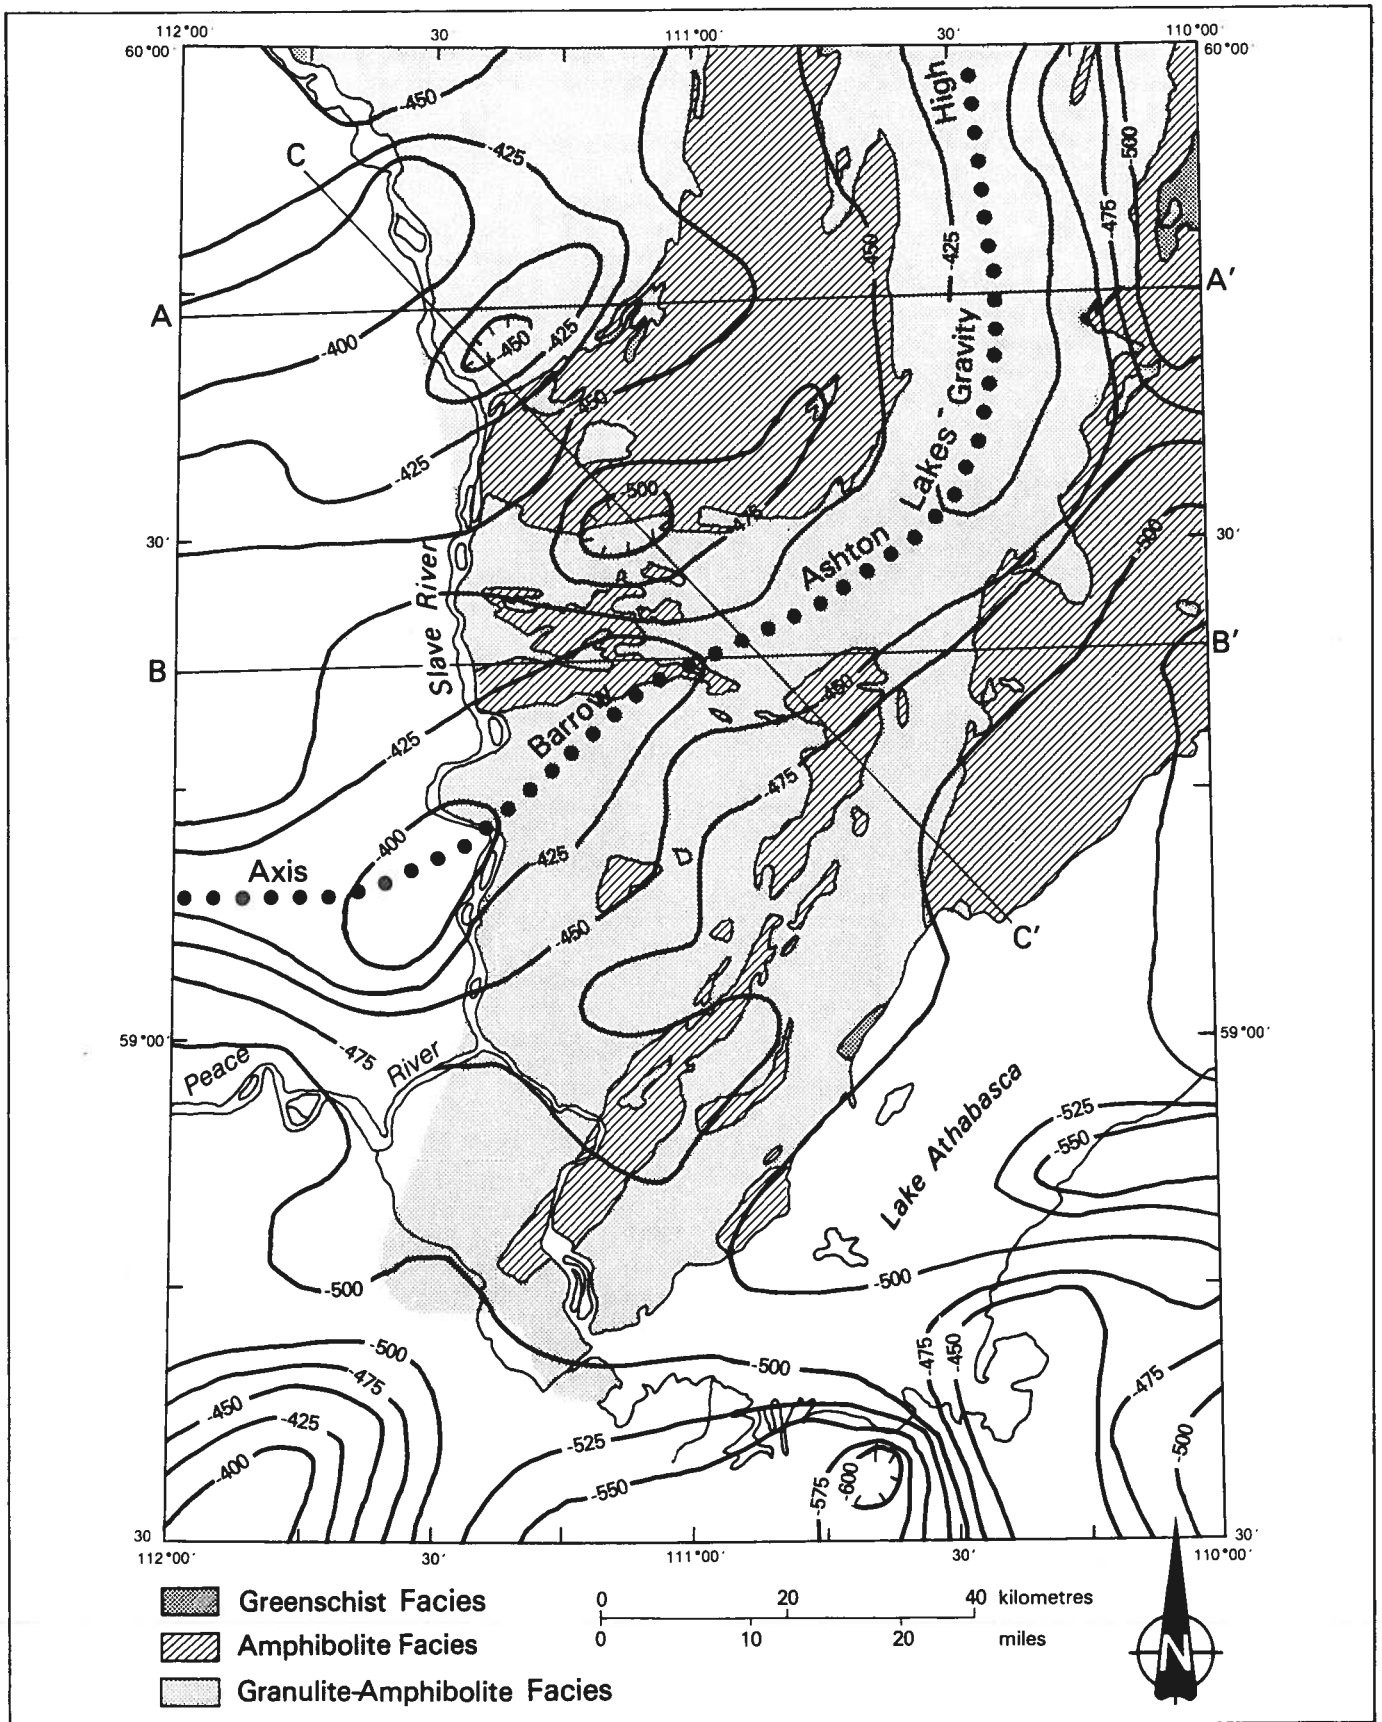 112°00'
30'
111°00'
30'
110°00'
60°00'
60°00'
-450
High
-500
C
-425
-475
-450
-425
A
A'
-400
-450
-425
Gravity
-450
-425
Lakes
-500
-475
30'
30'
-500
Ashton
Slave River
B
B'
-450
Barrow
-425
-475
-400
-425
Axis
-450
C'
59°00'
59°00'
-475
Peace
River
-525
-550
Lake Athabasca
-500
-500
-500
-475
-500
-475
-450
-475
-450
-425
-400
-525
-550
-575
-600
-500
30
30'
112°00'
30'
111°00'
30'
110°00'
Greenschist Facies
0 20 40 kilometres
Amphibolite Facies
0 10 20 miles
Granulite-Amphibolite Facies
N